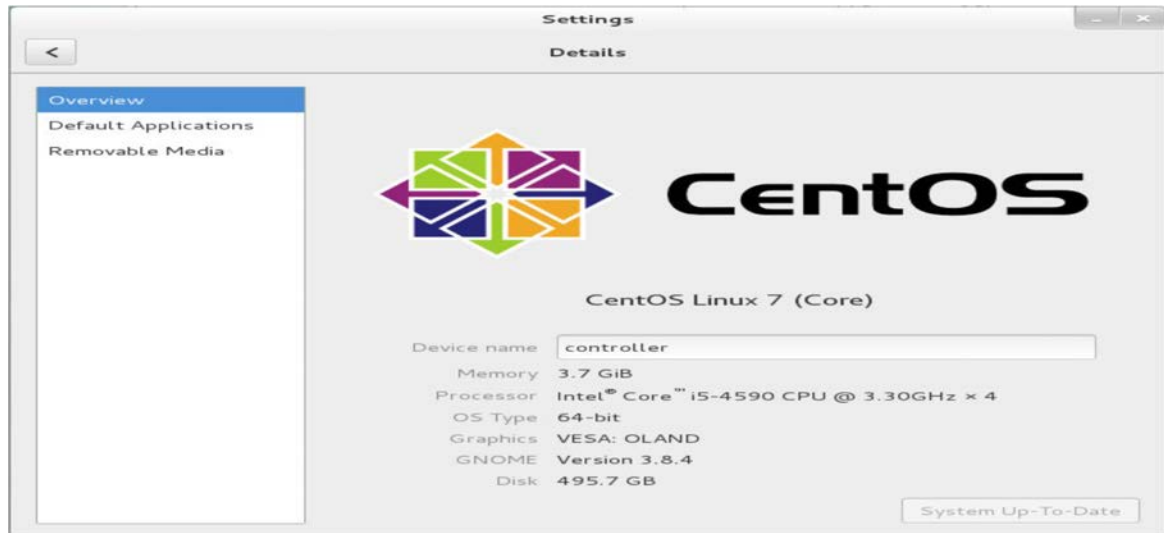 Settings
<
Details
Overview
Default Applications
Removable Media
CentOS
CentOS Linux 7 (Core)
Device name controller
Memory 3.7 GiB
Processor Intel® Core™ i5-4590 CPU @ 3.30GHz × 4
OS Type 64-bit
Graphics VESA: OLAND
GNOME Version 3.8.4
Disk 495.7 GB
System Up-To-Date